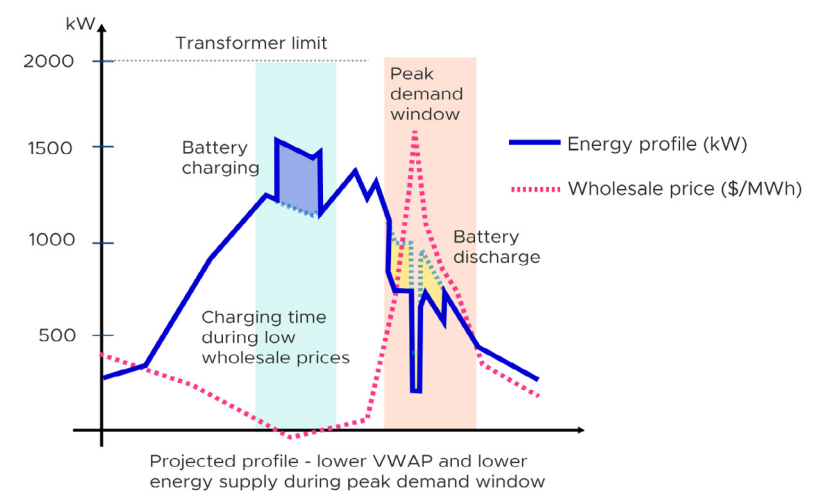 kW
Transformer limit
2000
Peak
demand
window
1500
Battery
charging
Energy profile (kW)
Wholesale price ($/MWh)
1000
Battery
discharge
500
Charging time
during low
wholesale prices
Projected profile - lower VWAP and lower
energy supply during peak demand window